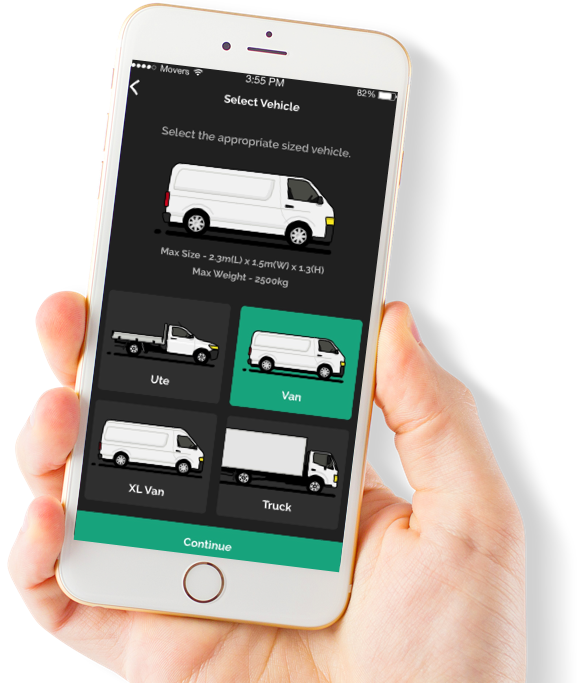 Movers
3:55 PM
82%
Select Vehicle
Select the appropriate sized vehicle.
Max Size - 2.3m(L) x 1.5m(W) x 1.3(H)
Max Weight - 2500kg
Ute
Van
XL Van
Truck
Continue